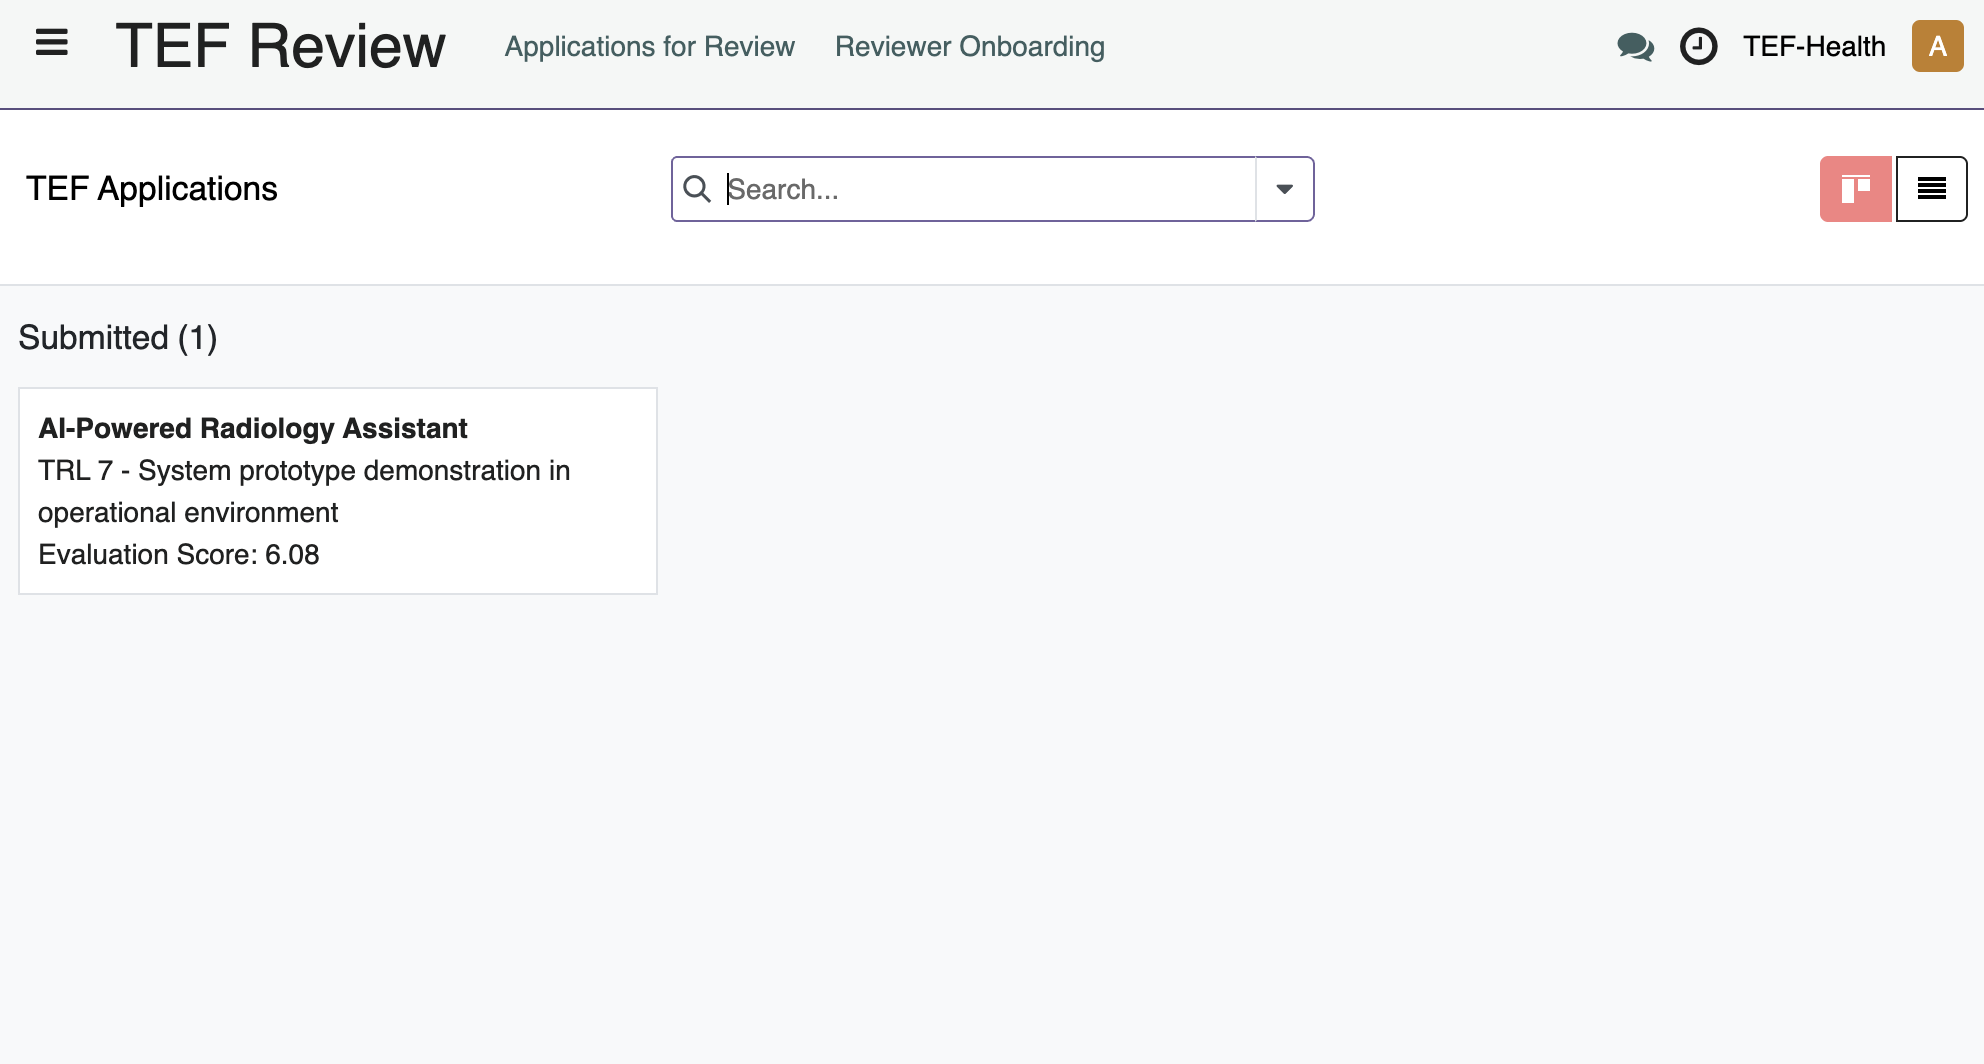 TEF Review
Applications for Review
Reviewer Onboarding
TEF-Health
A
TEF Applications
Search...
Submitted (1)
AI-Powered Radiology Assistant
TRL 7 - System prototype demonstration in
operational environment
Evaluation Score: 6.08